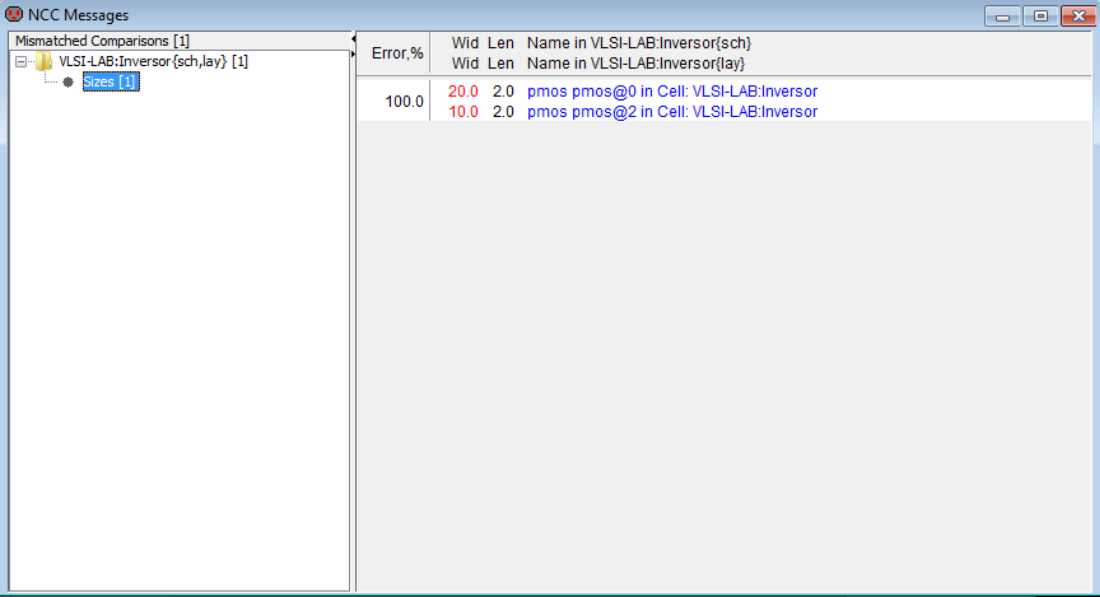 NCC Messages
Mismatched Comparisons [1]
VLSI-LAB:Inversor{sch,lay} [1]
Sizes [1]
Error,% Wid Len Name in VLSI-LAB:Inversor{sch}
Wid Len Name in VLSI-LAB:Inversor{lay}
100.0 20.0 2.0 pmos pmos@0 in Cell: VLSI-LAB:Inversor
10.0 2.0 pmos pmos@2 in Cell: VLSI-LAB:Inversor